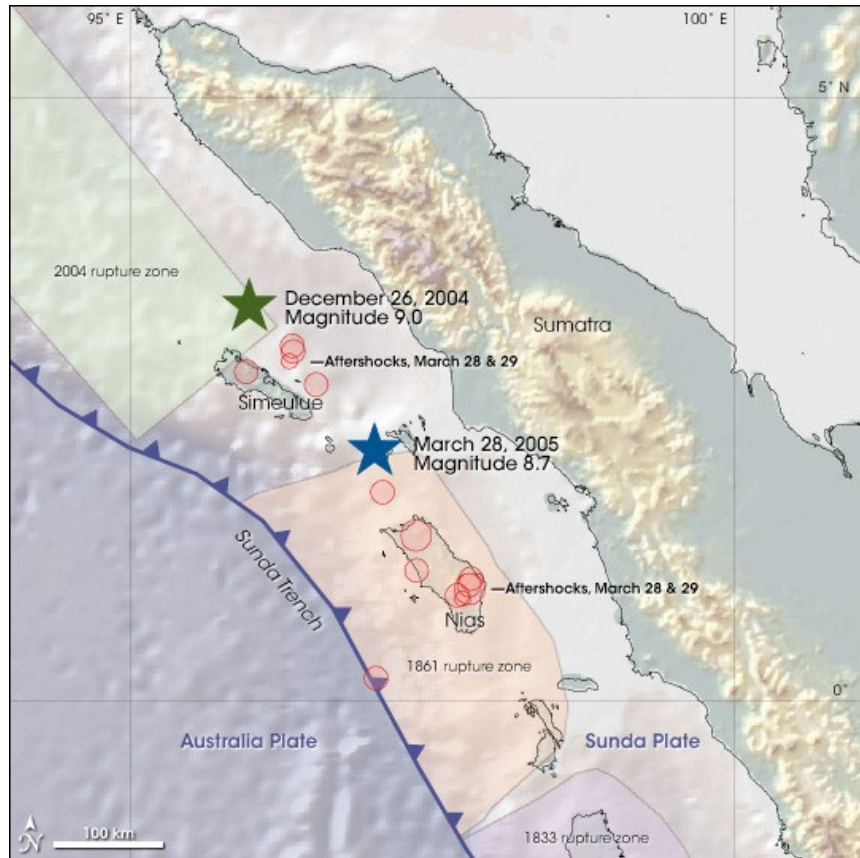 95˚ E
100˚ E
5˚ N
2004 rupture zone
December 26, 2004
Magnitude 9.0
Sumatra
—Aftershocks, March 28 & 29
Simeulue
March 28, 2005
Magnitude 8.7
Sunda Trench
—Aftershocks, March 28 & 29
Nias
1861 rupture zone
0˚
Australia Plate
Sunda Plate
N
100 km
1833 rupture zone